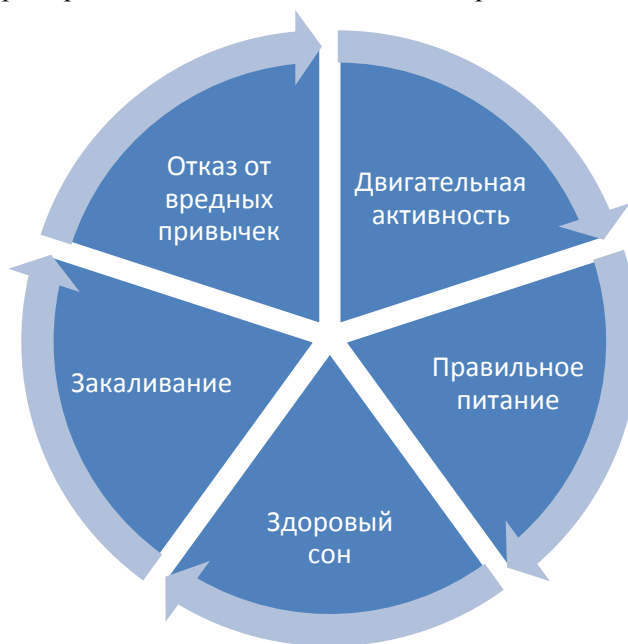 Отказ от
вредных
привычек
Двигательная
активность
Правильное
питание
Здоровый
сон
Закаливание